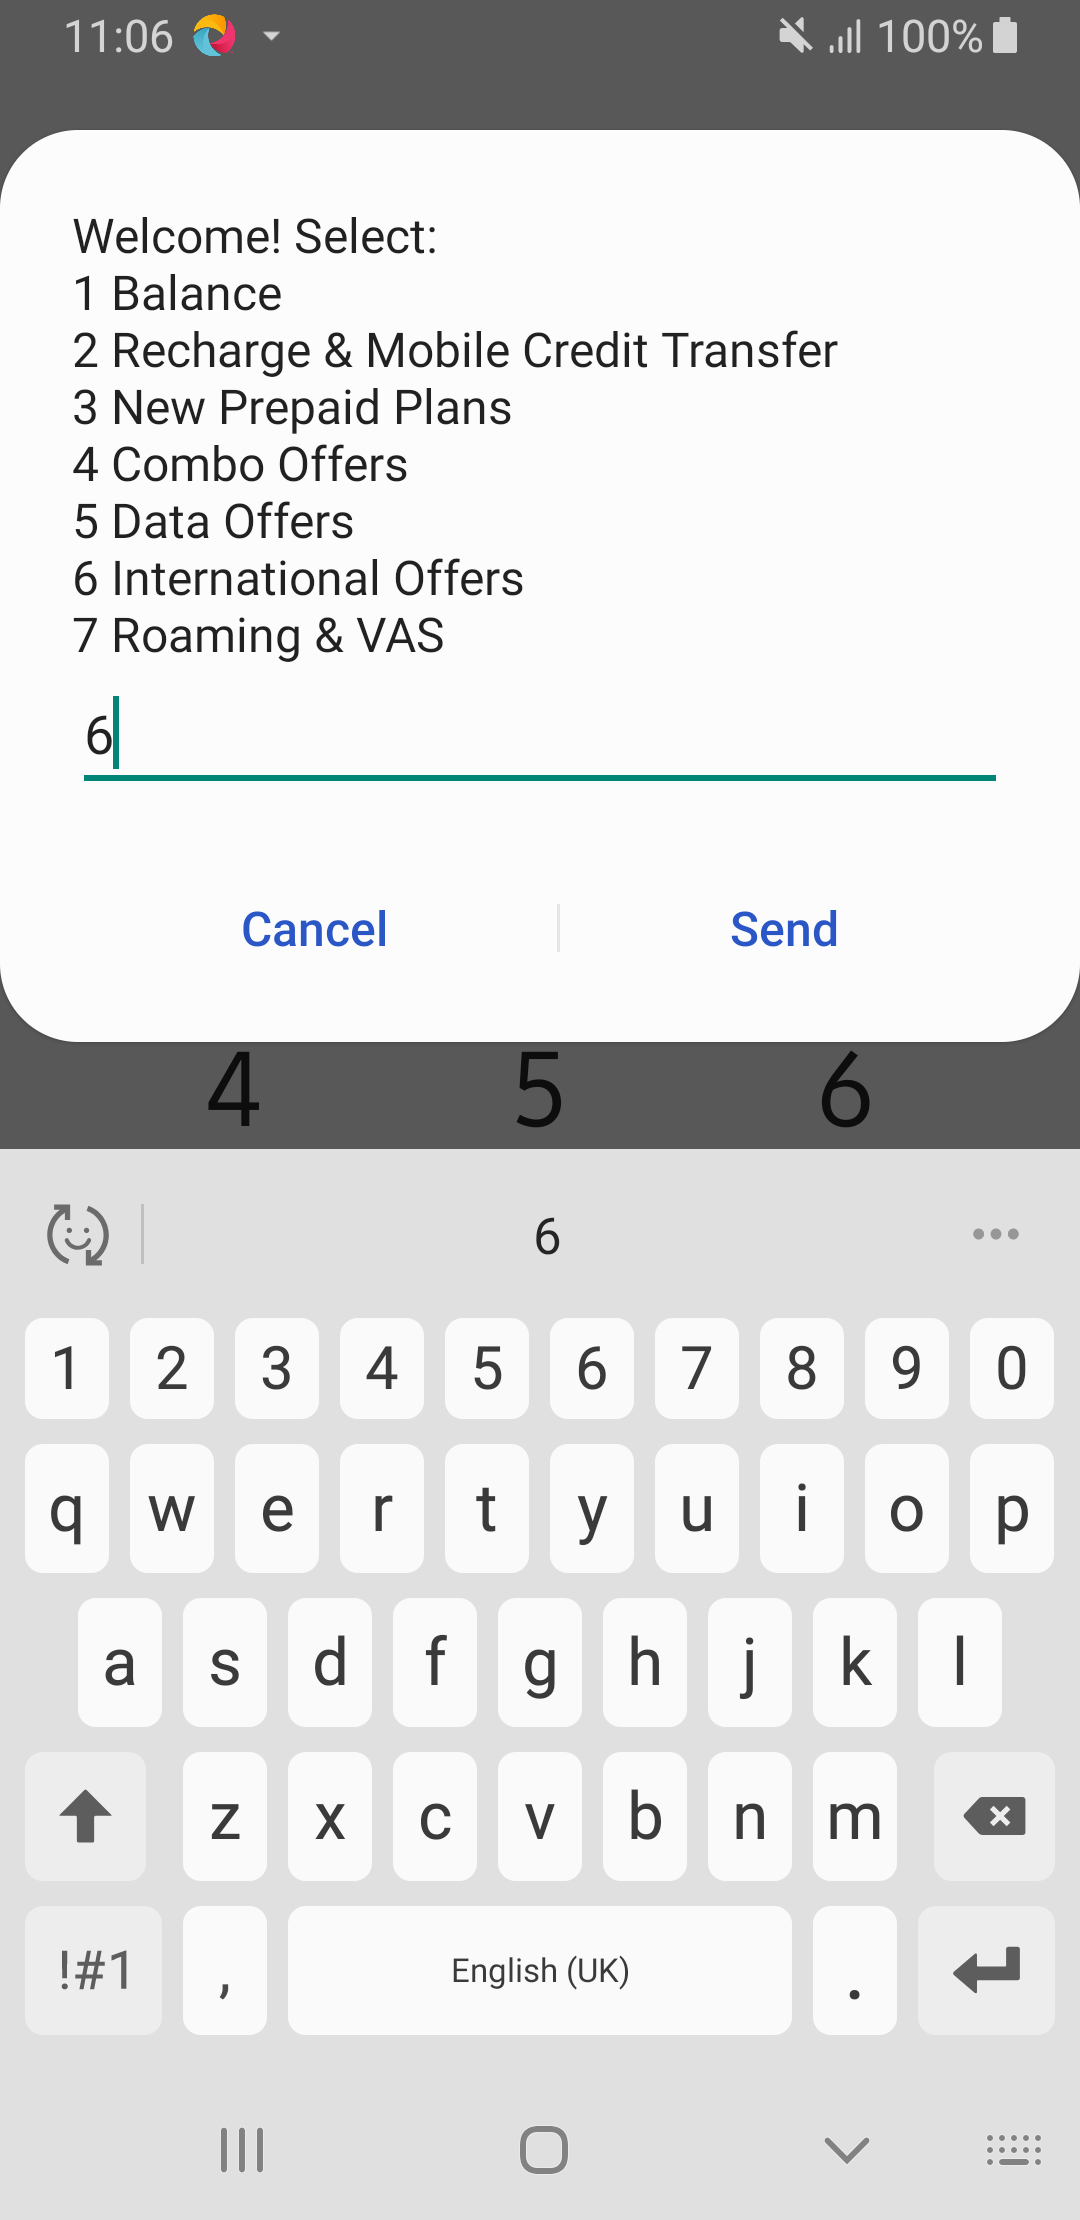 11:06 100%
Welcome! Select:
1 Balance
2 Recharge & Mobile Credit Transfer
3 New Prepaid Plans
4 Combo Offers
5 Data Offers
6 International Offers
7 Roaming & VAS
6
Cancel Send
4 5 6
6
1 2 3 4 5 6 7 8 9 0
q w e r t y u i o p
a s d f g h j k l
z x c v b n m
!#1 , English (UK) .